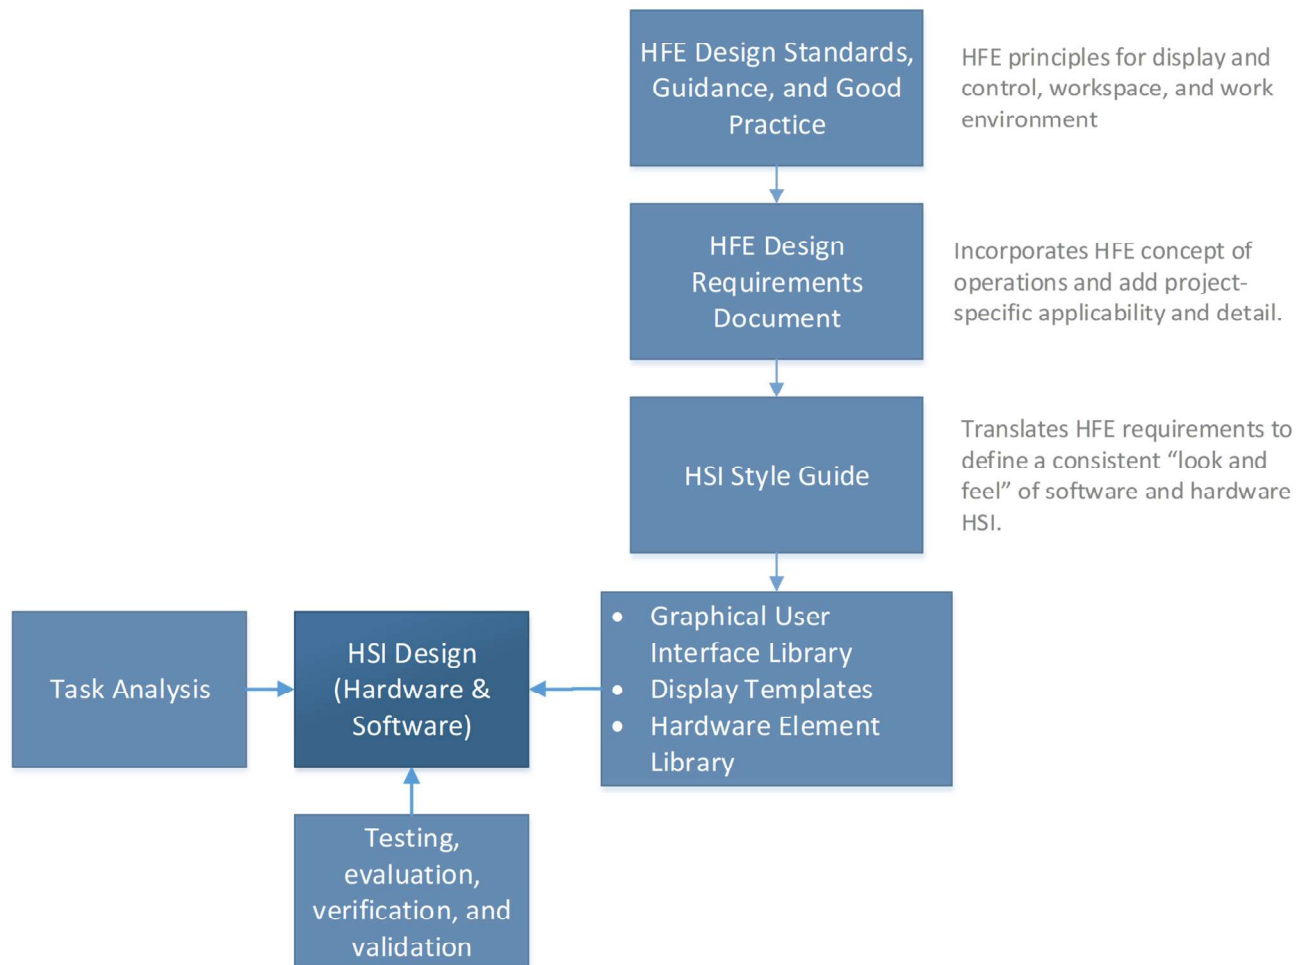 HFE Design Standards,
Guidance, and Good
Practice
HFE principles for display and
control, workspace, and work
environment
HFE Design
Requirements
Document
Incorporates HFE concept of
operations and add project-
specific applicability and detail.
HSI Style Guide
Translates HFE requirements to
define a consistent “look and
feel” of software and hardware
HSI.
Task Analysis
HSI Design
(Hardware &
Software)
• Graphical User
Interface Library
• Display Templates
• Hardware Element
Library
Testing,
evaluation,
verification, and
validation